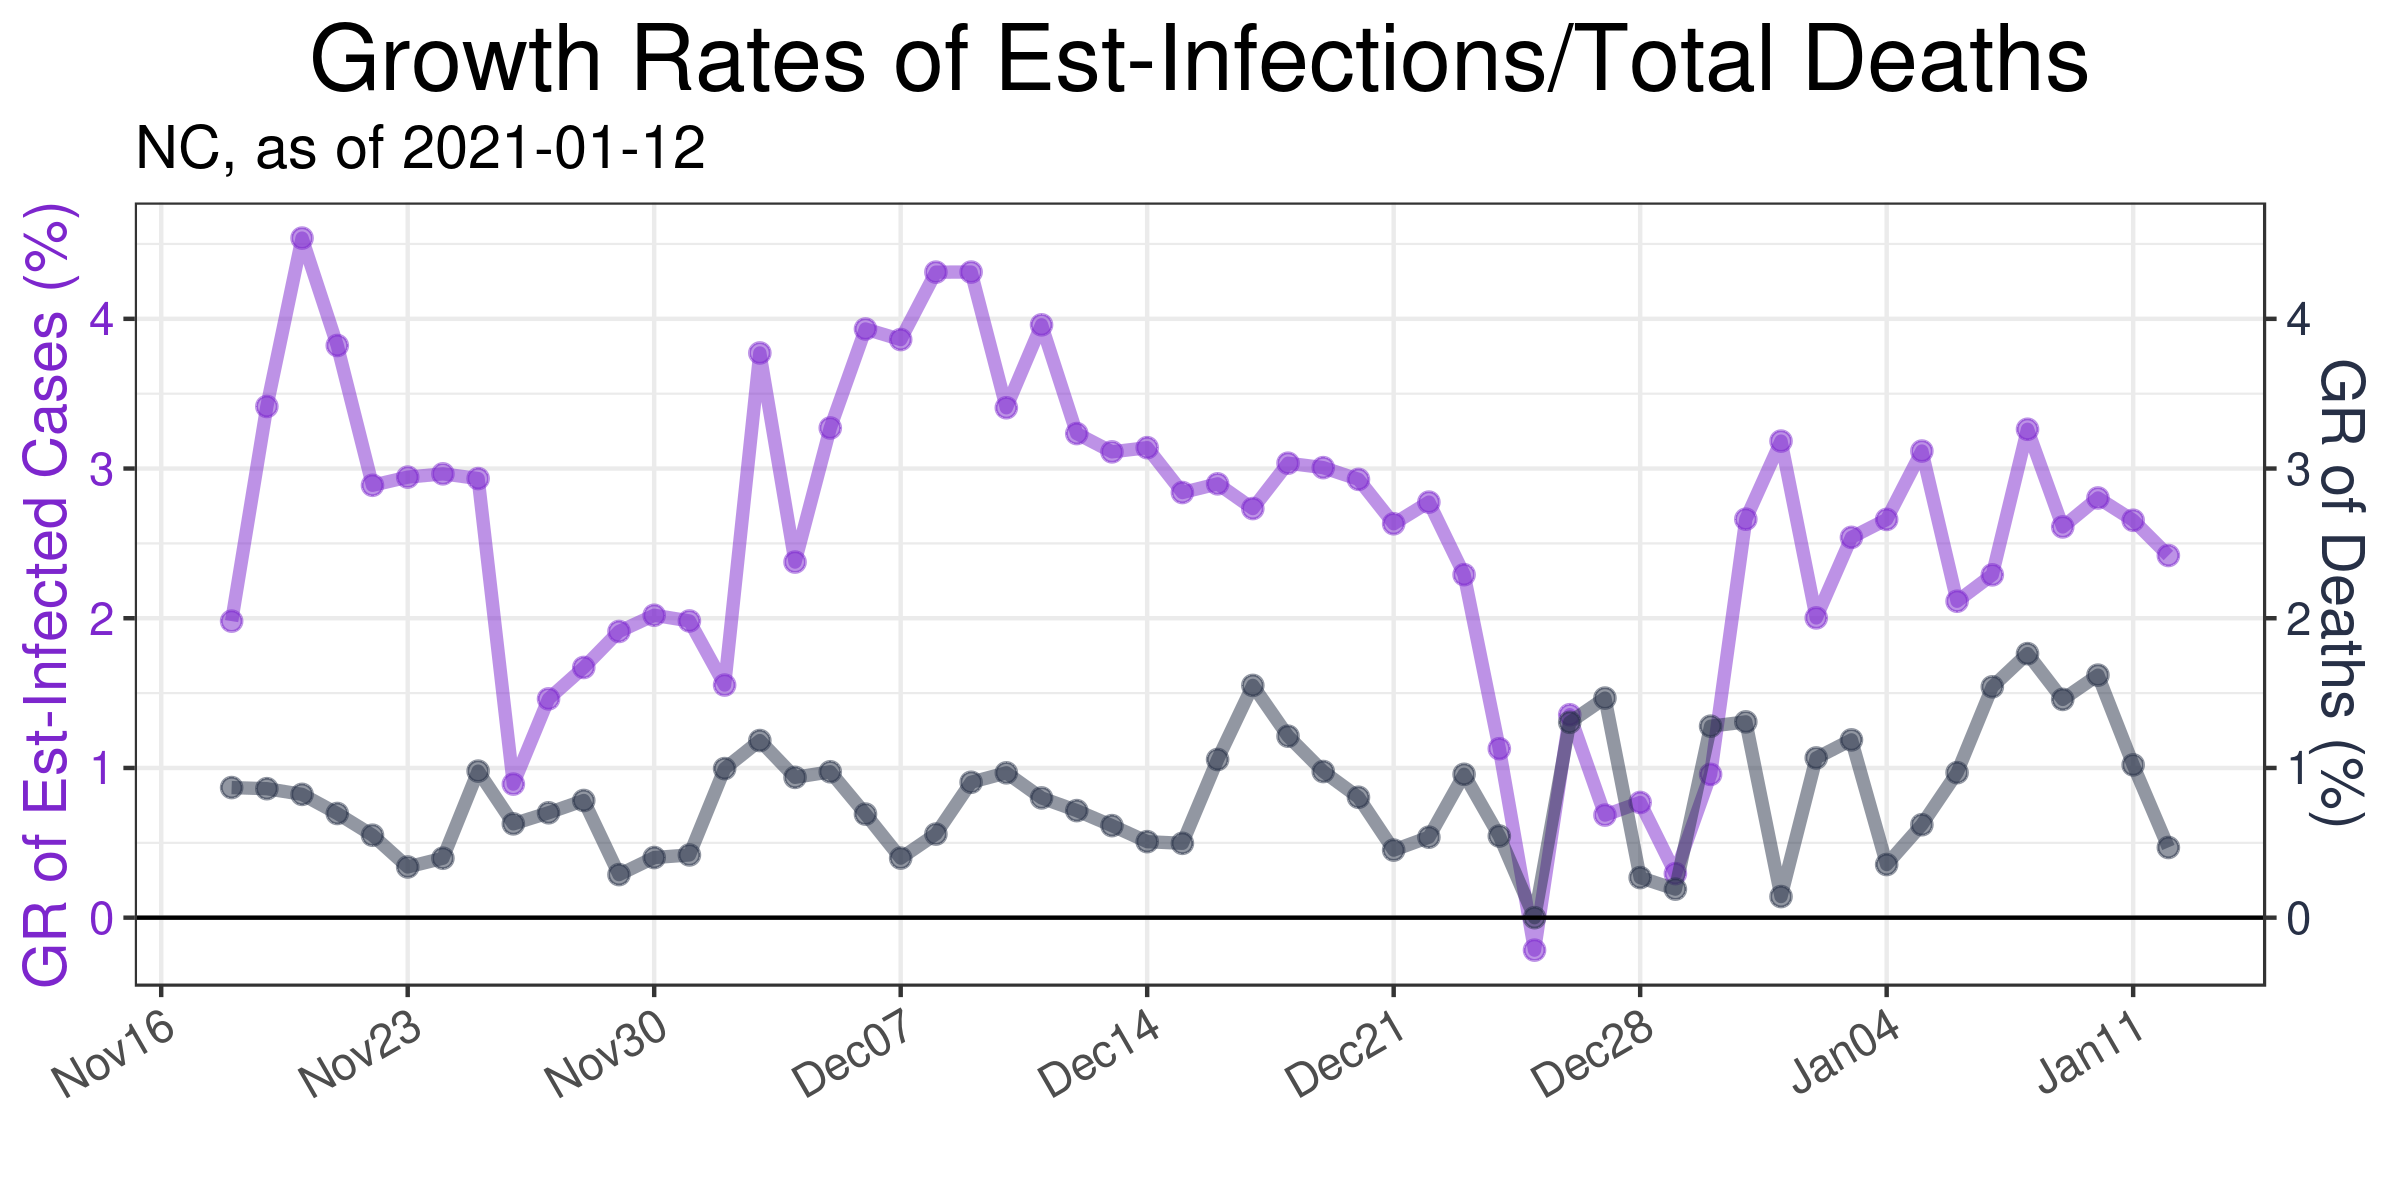 Growth Rates of Est-Infections/Total Deaths
NC, as of 2021-01-12
GR of Est-Infected Cases (%)
4
3
2
1
0
4
3
2
1
0
GR of Deaths (%)
Nov16
Nov23
Nov30
Dec07
Dec14
Dec21
Dec28
Jan04
Jan11